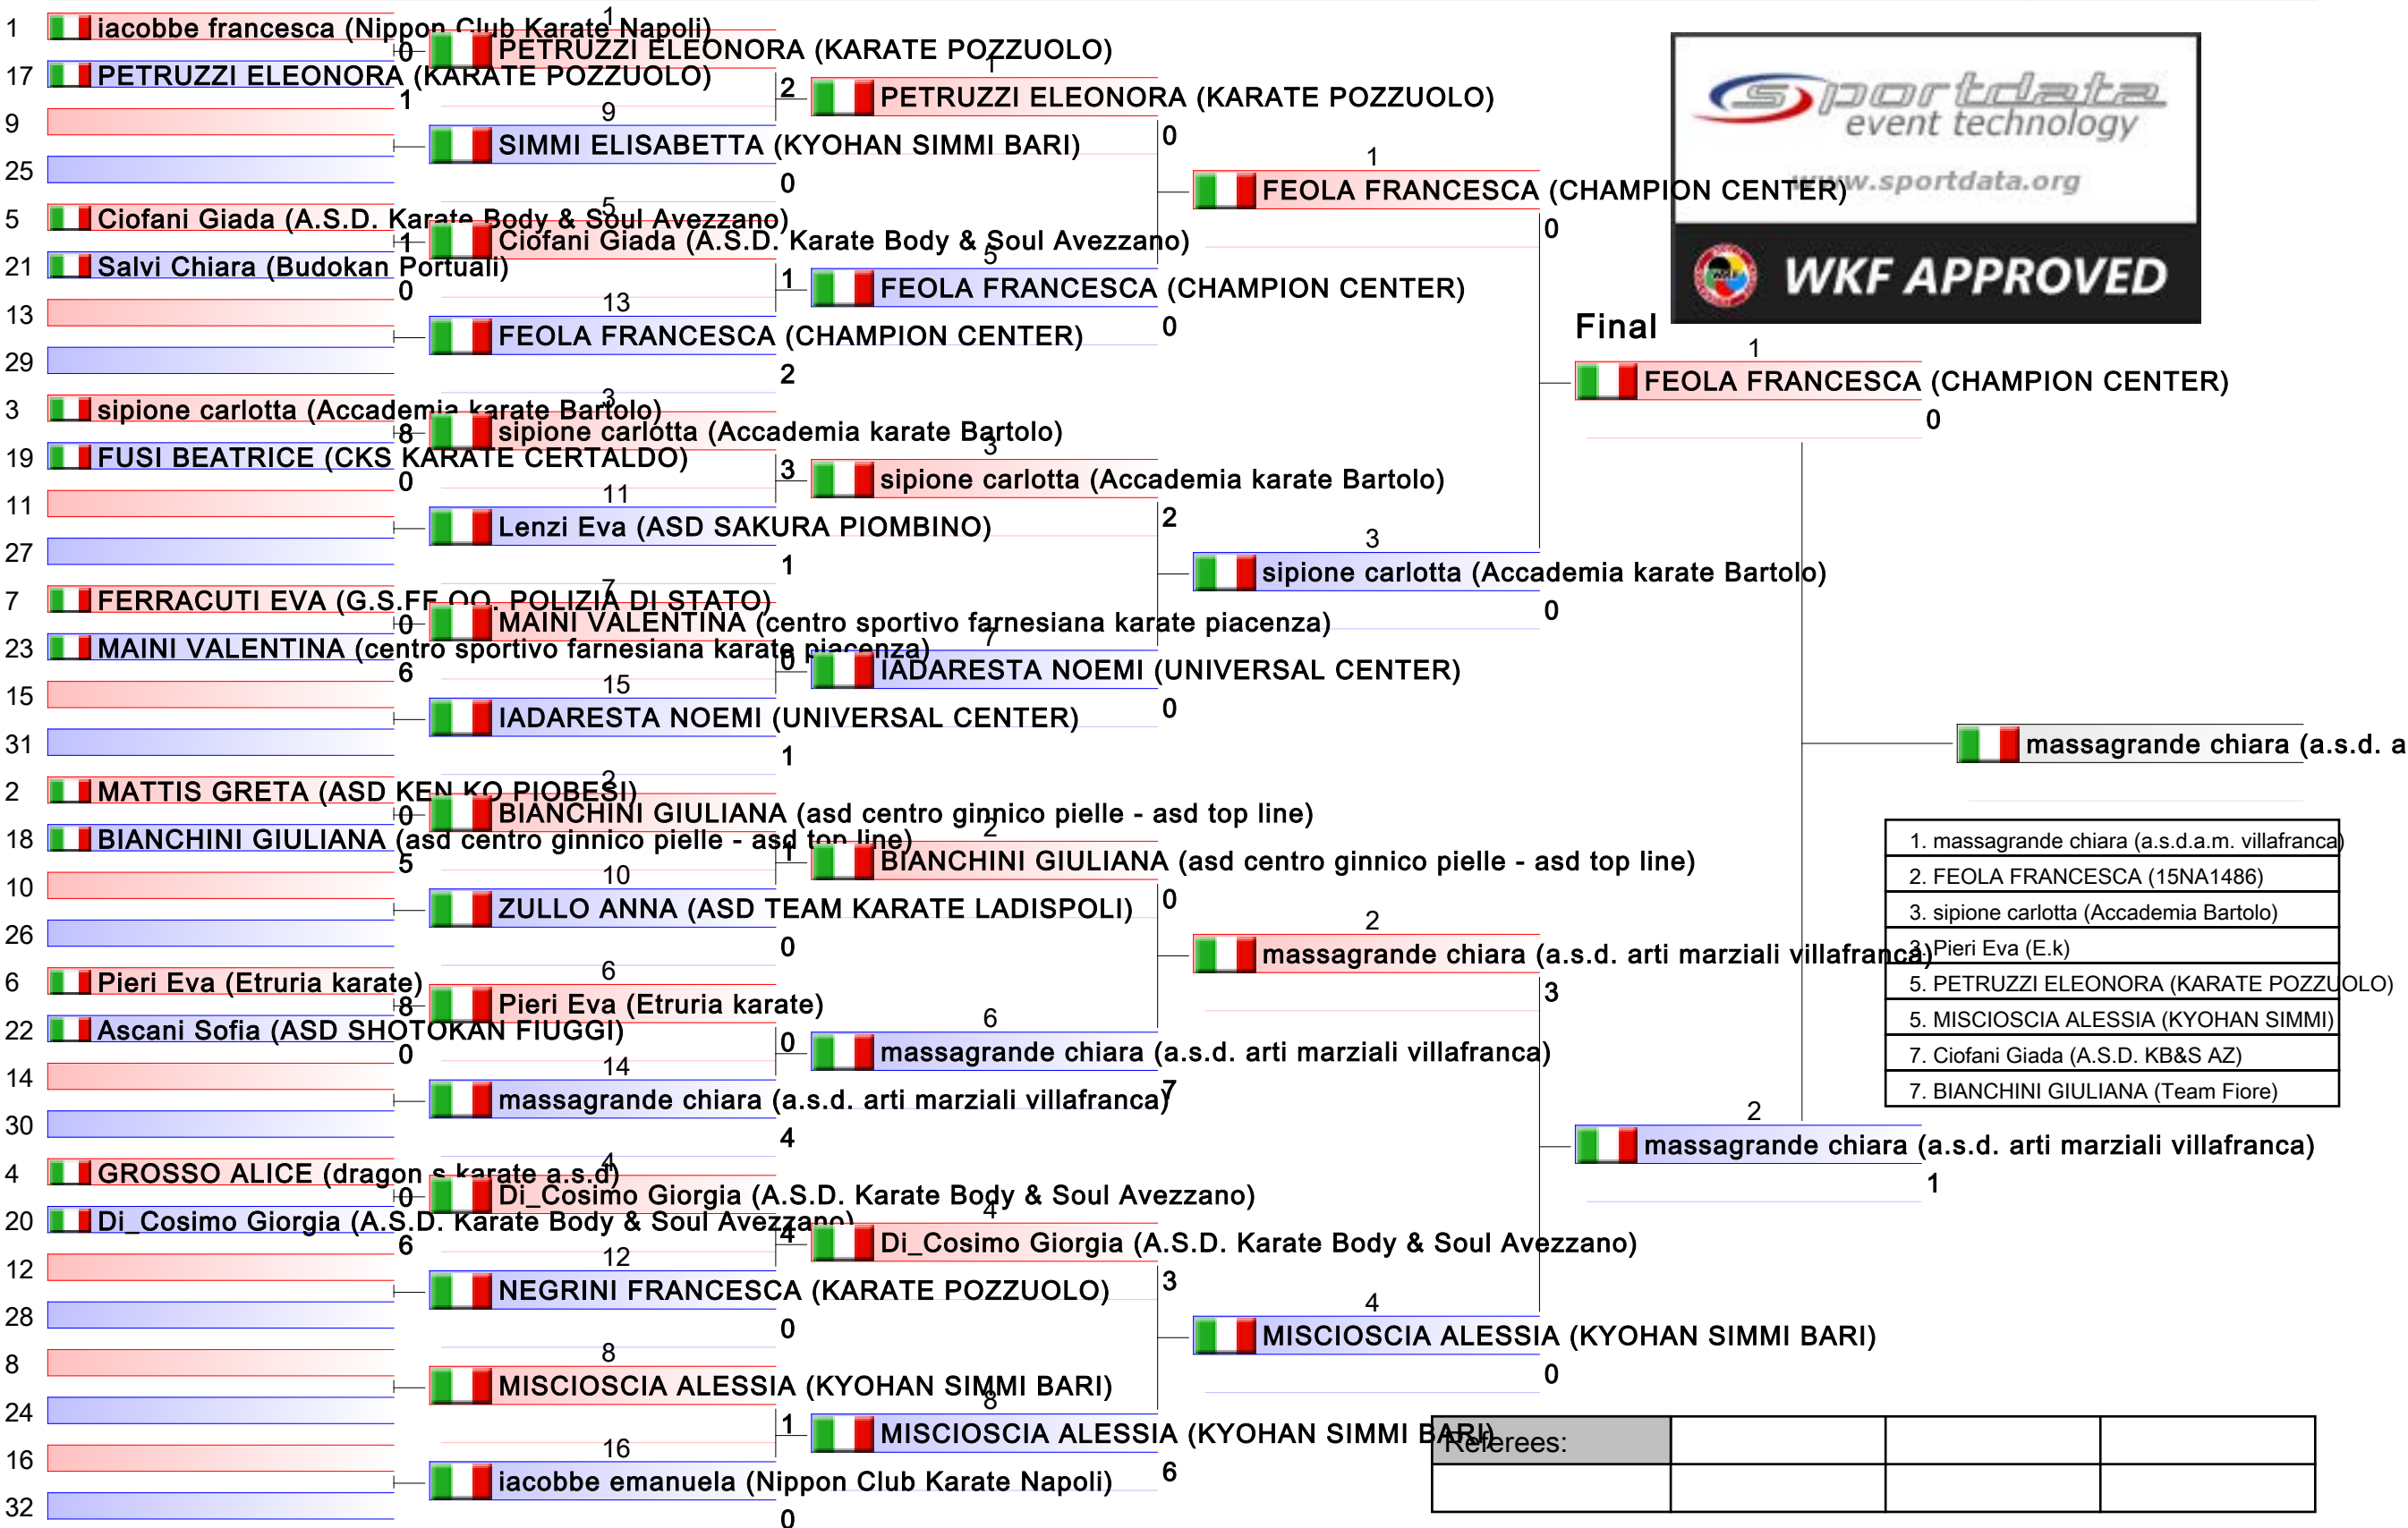 1 iacobbe francesca (Nippon Club Karate Napoli)
0
17 PETRUZZI ELEONORA (KARATE POZZUOLO)
1
9
25
5 Ciofani Giada (A.S.D. Karate Body & Soul Avezzano)
1
21 Salvi Chiara (Budokan Portuali)
0
13
29
3 sipione carlotta (Accademia karate Bartolo)
8
19 FUSI BEATRICE (CKS KARATE CERTALDO)
0
11
27
7 FERRACUTI EVA (G.S.FF.OO. POLIZIA DI STATO)
0
23 MAINI VALENTINA (centro sportivo farnesiana karate piacenza)
6
15
31
2 MATTIS GRETA (ASD KEN KO PIOBESI)
0
18 BIANCHINI GIULIANA (asd centro ginnico pielle - asd top line)
5
10
26
6 Pieri Eva (Etruria karate)
8
22 Ascani Sofia (ASD SHOTOKAN FIUGGI)
0
14
30
4 GROSSO ALICE (dragon s karate a.s.d)
0
20 Di_Cosimo Giorgia (A.S.D. Karate Body & Soul Avezzano)
6
12
28
8
24
16
32
1
PETRUZZI ELEONORA (KARATE POZZUOLO)
2
9
SIMMI ELISABETTA (KYOHAN SIMMI BARI)
0
5
Ciofani Giada (A.S.D. Karate Body & Soul Avezzano)
1
13
FEOLA FRANCESCA (CHAMPION CENTER)
2
3
sipione carlotta (Accademia karate Bartolo)
3
11
Lenzi Eva (ASD SAKURA PIOMBINO)
1
7
MAINI VALENTINA (centro sportivo farnesiana karate piacenza)
0
15
IADARESTA NOEMI (UNIVERSAL CENTER)
1
2
BIANCHINI GIULIANA (asd centro ginnico pielle - asd top line)
1
10
ZULLO ANNA (ASD TEAM KARATE LADISPOLI)
0
6
Pieri Eva (Etruria karate)
0
14
massagrande chiara (a.s.d. arti marziali villafranca)
4
4
Di_Cosimo Giorgia (A.S.D. Karate Body & Soul Avezzano)
4
12
NEGRINI FRANCESCA (KARATE POZZUOLO)
0
8
MISCIOSCIA ALESSIA (KYOHAN SIMMI BARI)
1
16
iacobbe emanuela (Nippon Club Karate Napoli)
0
1
PETRUZZI ELEONORA (KARATE POZZUOLO)
0
5
FEOLA FRANCESCA (CHAMPION CENTER)
0
3
sipione carlotta (Accademia karate Bartolo)
2
7
IADARESTA NOEMI (UNIVERSAL CENTER)
0
2
BIANCHINI GIULIANA (asd centro ginnico pielle - asd top line)
0
6
massagrande chiara (a.s.d. arti marziali villafranca)
7
4
Di_Cosimo Giorgia (A.S.D. Karate Body & Soul Avezzano)
3
8
MISCIOSCIA ALESSIA (KYOHAN SIMMI BARI)
6
1
FEOLA FRANCESCA (CHAMPION CENTER)
0
3
sipione carlotta (Accademia karate Bartolo)
0
2
massagrande chiara (a.s.d. arti marziali villafranca)
3
4
MISCIOSCIA ALESSIA (KYOHAN SIMMI BARI)
0
sportdata
event technology
www.sportdata.org
WKF APPROVED
Final
1
FEOLA FRANCESCA (CHAMPION CENTER)
0
2
massagrande chiara (a.s.d. arti marziali villafranca)
1
massagrande chiara (a.s.d. a
1. massagrande chiara (a.s.d.a.m. villafranca)
2. FEOLA FRANCESCA (15NA1486)
3. sipione carlotta (Accademia Bartolo)
3. Pieri Eva (E.k)
5. PETRUZZI ELEONORA (KARATE POZZUOLO)
5. MISCIOSCIA ALESSIA (KYOHAN SIMMI)
7. Ciofani Giada (A.S.D. KB&S AZ)
7. BIANCHINI GIULIANA (Team Fiore)
Referees: